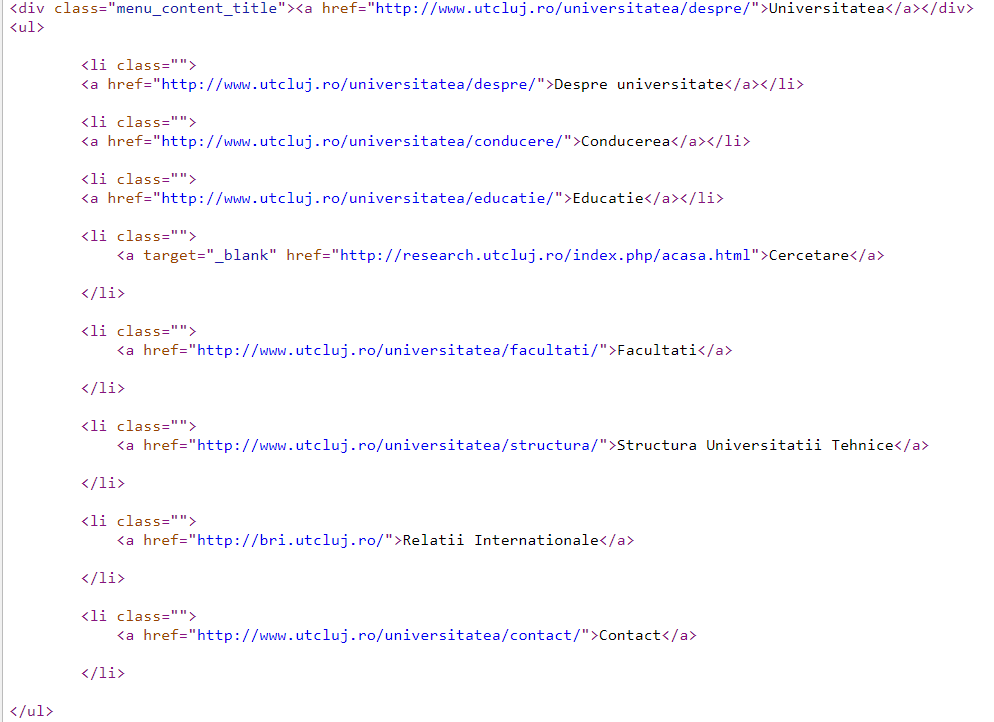 <div class="menu_content_title"><a href="http://www.utcluj.ro/universitatea/despre/">Universitatea</a></div>
<ul>
<li class="">
<a href="http://www.utcluj.ro/universitatea/despre/">Despre universitate</a></li>
<li class="">
<a href="http://www.utcluj.ro/universitatea/conducere/">Conducerea</a></li>
<li class="">
<a href="http://www.utcluj.ro/universitatea/educatie/">Educatie</a></li>
<li class="">
<a target="_blank" href="http://research.utcluj.ro/index.php/acasa.html">Cercetare</a>
</li>
<li class="">
<a href="http://www.utcluj.ro/universitatea/facultati/">Facultati</a>
</li>
<li class="">
<a href="http://www.utcluj.ro/universitatea/structura/">Structura Universitatii Tehnice</a>
</li>
<li class="">
<a href="http://bri.utcluj.ro/">Relatii Internationale</a>
</li>
<li class="">
<a href="http://www.utcluj.ro/universitatea/contact/">Contact</a>
</li>
</ul>